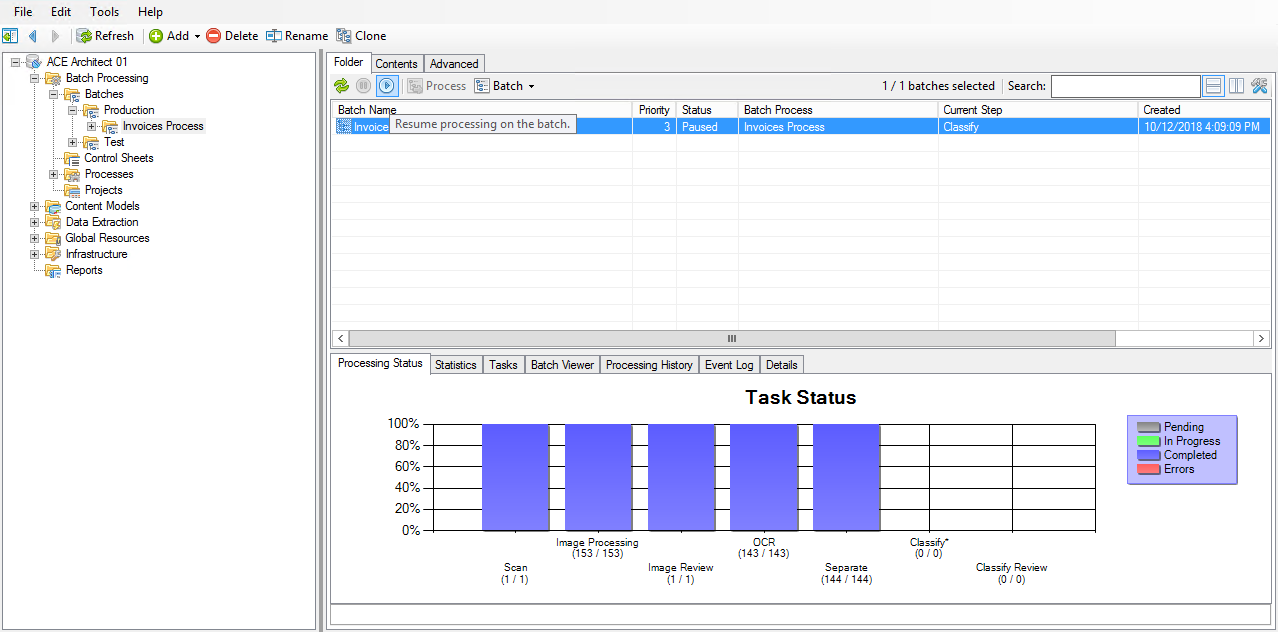 File Edit Tools Help
Refresh Add Delete Rename Clone
ACE Architect 01
Batch Processing
Batches
Production
Invoices Process
Test
Control Sheets
Processes
Projects
Content Models
Data Extraction
Global Resources
Infrastructure
Reports
Folder Contents Advanced
Process Batch 1 / 1 batches selected Search:
Batch Name Priority Status Batch Process Current Step Created
Invoice 3 Paused Invoices Process Classify 10/12/2018 4:09:09 PM
Resume processing on the batch.
Processing Status Statistics Tasks Batch Viewer Processing History Event Log Details
Task Status
100%
80%
60%
40%
20%
0%
Scan
(1 / 1)
Image Processing
(153 / 153)
Image Review
(1 / 1)
OCR
(143 / 143)
Separate
(144 / 144)
Classify*
(0 / 0)
Classify Review
(0 / 0)
Pending
In Progress
Completed
Errors